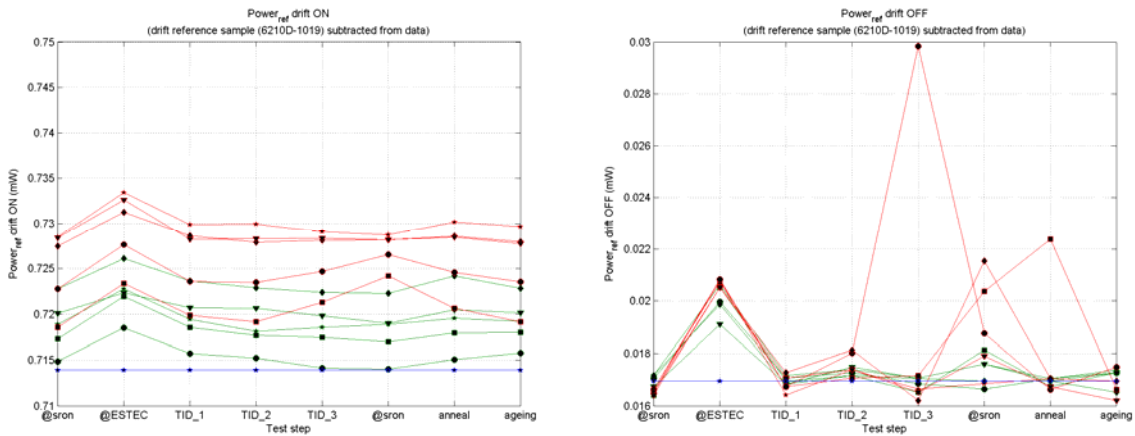 Power_ref drift ON
(drift reference sample (6210D-1019) subtracted from data)
0.75
0.745
0.74
0.735
0.73
0.725
0.72
0.715
0.71
Power_ref drift ON (mW)
@sron
@ESTEC
TID_1
TID_2
TID_3
@sron
anneal
ageing
Test step
Power_ref drift OFF
(drift reference sample (6210D-1019) subtracted from data)
0.03
0.028
0.026
0.024
0.022
0.02
0.018
0.016
Power_ref drift OFF (mW)
@sron
@ESTEC
TID_1
TID_2
TID_3
@sron
anneal
ageing
Test step